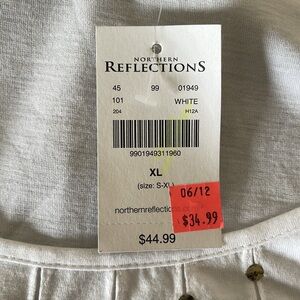 NORTHERN
REFLECTIONS
45 99 01949
101 WHITE
204 H12A
9901949311960
XL
(size: S-XL)
northernreflections.
06/12
$34.99
$44.99